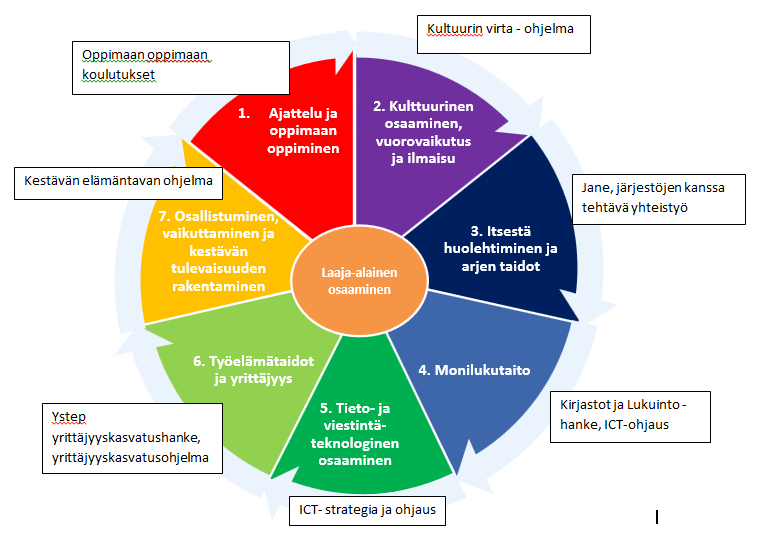 Kultuurin virta - ohjelma
Oppimaan oppimaan
koulutukset
1. Ajattelu ja
oppimaan
oppiminen
2. Kulttuurinen
osaaminen,
vuorovaikutus
ja ilmaisu
Kestävän elämäntavan ohjelma
Jane, järjestöjen kanssa
tehtävä yhteistyö
7. Osallistuminen,
vaikuttaminen ja
kestävän
tulevaisuuden
rakentaminen
3. Itsestä
huolehtiminen ja
arjen taidot
Laaja-alainen
osaaminen
6. Työelämätaidot
ja yrittäjyys
4. Monilukutaito
5. Tieto- ja
viestintä-
teknologinen
osaaminen
Kirjastot ja Lukuinto -
hanke, ICT-ohjaus
Ystep
yrittäjyyskasvatushanke,
yrittäjyyskasvatusohjelma
ICT- strategia ja ohjaus